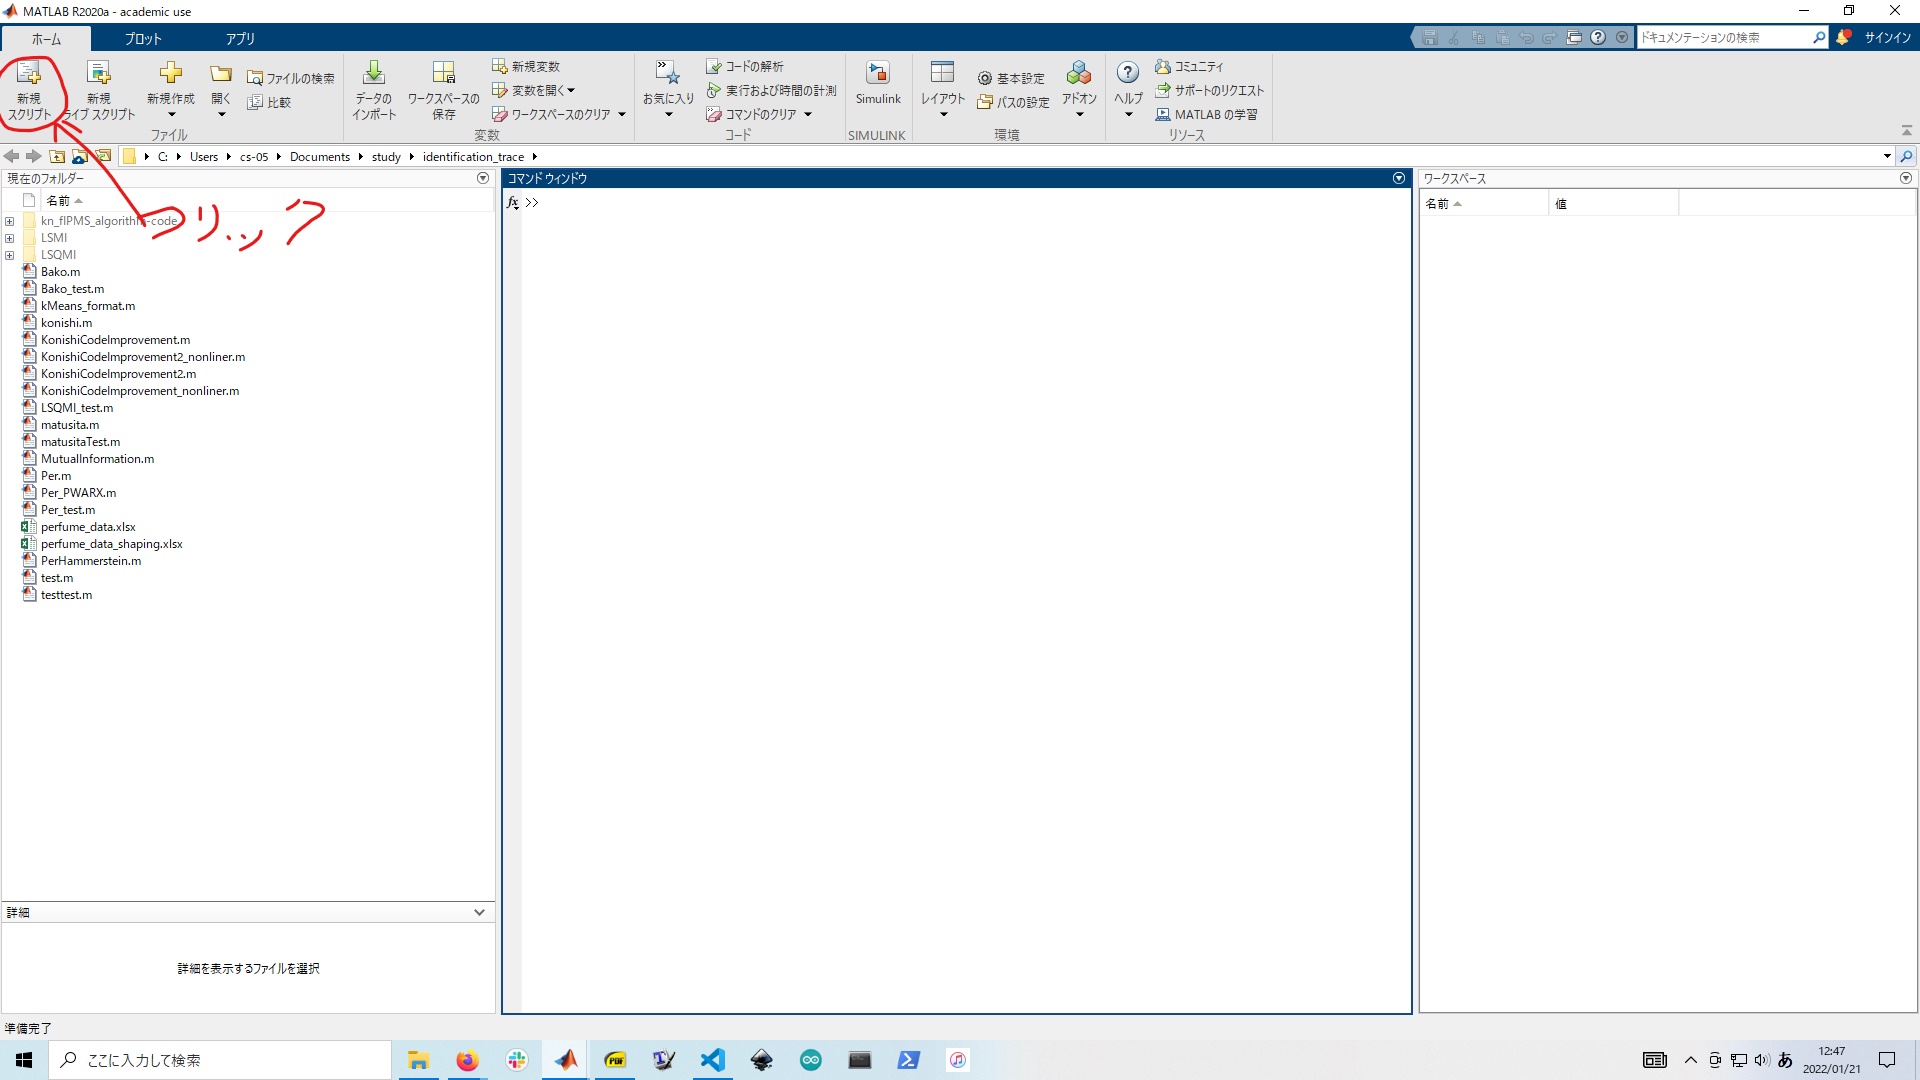 MATLAB R2020a - academic use
ホーム プロット アプリ
ドキュメンテーションの検索 サインイン
新規 スクリプト
新規 ライブ スクリプト
新規作成
開く
ファイルの検索
比較
ファイル
データの インポート
ワークスペースの 保存
新規変数
変数を開く
ワークスペースのクリア
変数
お気に入り
コードの解析
実行および時間の計測
コマンドのクリア
コード
Simulink
SIMULINK
レイアウト
基本設定
パスの設定
アドオン
環境
ヘルプ
コミュニティ
サポートのリクエスト
MATLAB の学習
リソース
C: Users cs-05 Documents study identification_trace
現在のフォルダー
名前
クリック
LSMI
LSQMI
Bako.m
Bako_test.m
kMeans_format.m
konishi.m
KonishiCodeImprovement.m
KonishiCodeImprovement2_nonliner.m
KonishiCodeImprovement2.m
KonishiCodeImprovement_nonliner.m
LSQMI_test.m
matusita.m
matusitaTest.m
MutualInformation.m
Per.m
Per_PWARX.m
Per_test.m
perfume_data.xlsx
perfume_data_shaping.xlsx
PerHammerstein.m
test.m
testtest.m
詳細
詳細を表示するファイルを選択
準備完了
コマンド ウィンドウ
fx >>
ワークスペース
名前 値
ここに入力して検索
PDF
あ
12:47
2022/01/21